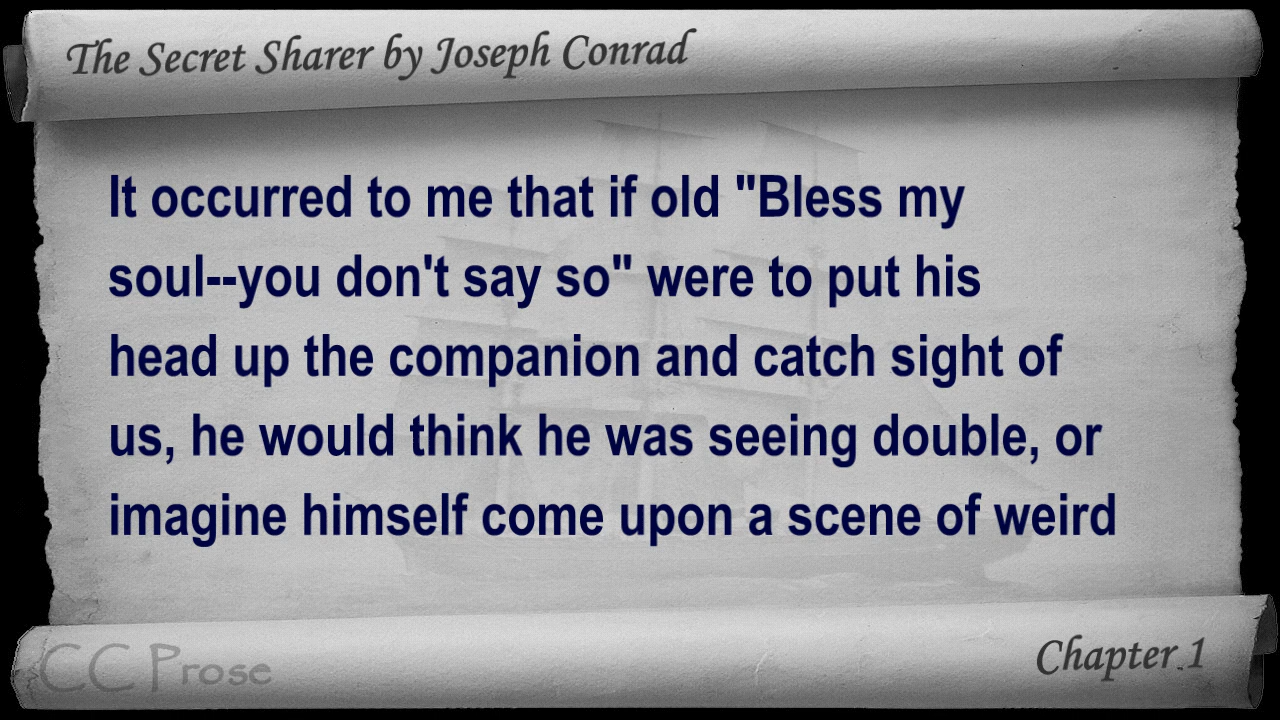 The Secret Sharer by Joseph Conrad
It occurred to me that if old "Bless my
soul--you don't say so" were to put his
head up the companion and catch sight of
us, he would think he was seeing double, or
imagine himself come upon a scene of weird
CC Prose
Chapter 1